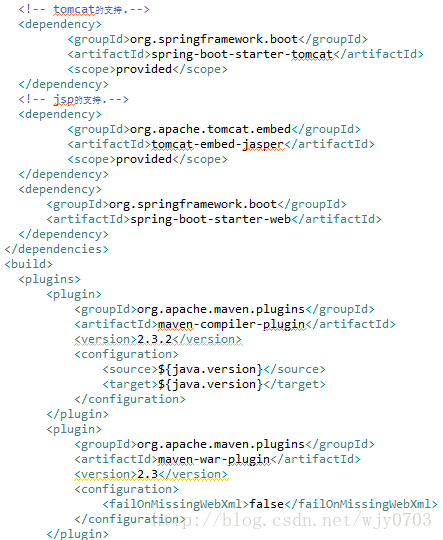 <!-- tomcat的支持.-->
<dependency>
<groupId>org.springframework.boot</groupId>
<artifactId>spring-boot-starter-tomcat</artifactId>
<scope>provided</scope>
</dependency>
<!-- jsp的支持.-->
<dependency>
<groupId>org.apache.tomcat.embed</groupId>
<artifactId>tomcat-embed-jasper</artifactId>
<scope>provided</scope>
</dependency>
<dependency>
<groupId>org.springframework.boot</groupId>
<artifactId>spring-boot-starter-web</artifactId>
</dependency>
</dependencies>
<build>
<plugins>
<plugin>
<groupId>org.apache.maven.plugins</groupId>
<artifactId>maven-compiler-plugin</artifactId>
<version>2.3.2</version>
<configuration>
<source>${java.version}</source>
<target>${java.version}</target>
</configuration>
</plugin>
<plugin>
<groupId>org.apache.maven.plugins</groupId>
<artifactId>maven-war-plugin</artifactId>
<version>2.3</version>
<configuration>
<failOnMissingWebXml>false</failOnMissingWebXml>
</configuration>
http://blog.csdn.net/wjy0703
</plugin>